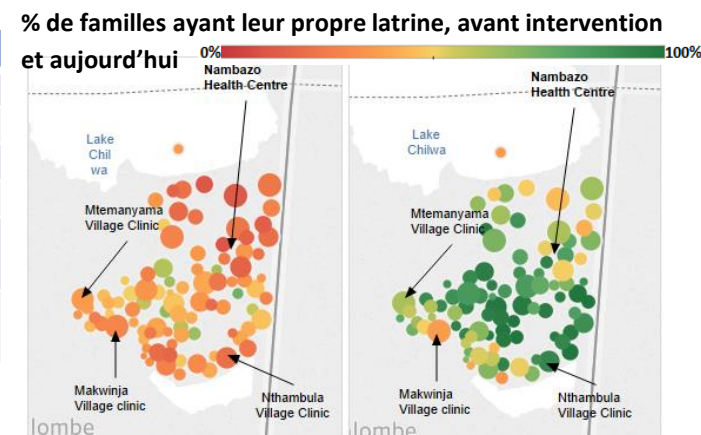 % de familles ayant leur propre latrine, avant intervention
et aujourd’hui
0%
100%
Nambazo
Health Centre
Lake
Chil
wa
Mtemanyama
Village Clinic
Makwinja
Village clinic
Nthambula
Village Clinic
lombe
Nambazo
Health Centre
Lake
Chilwa
Mtemanyama
Village Clinic
Makwinja
Village clinic
Nthambula
Village Clinic
lombe